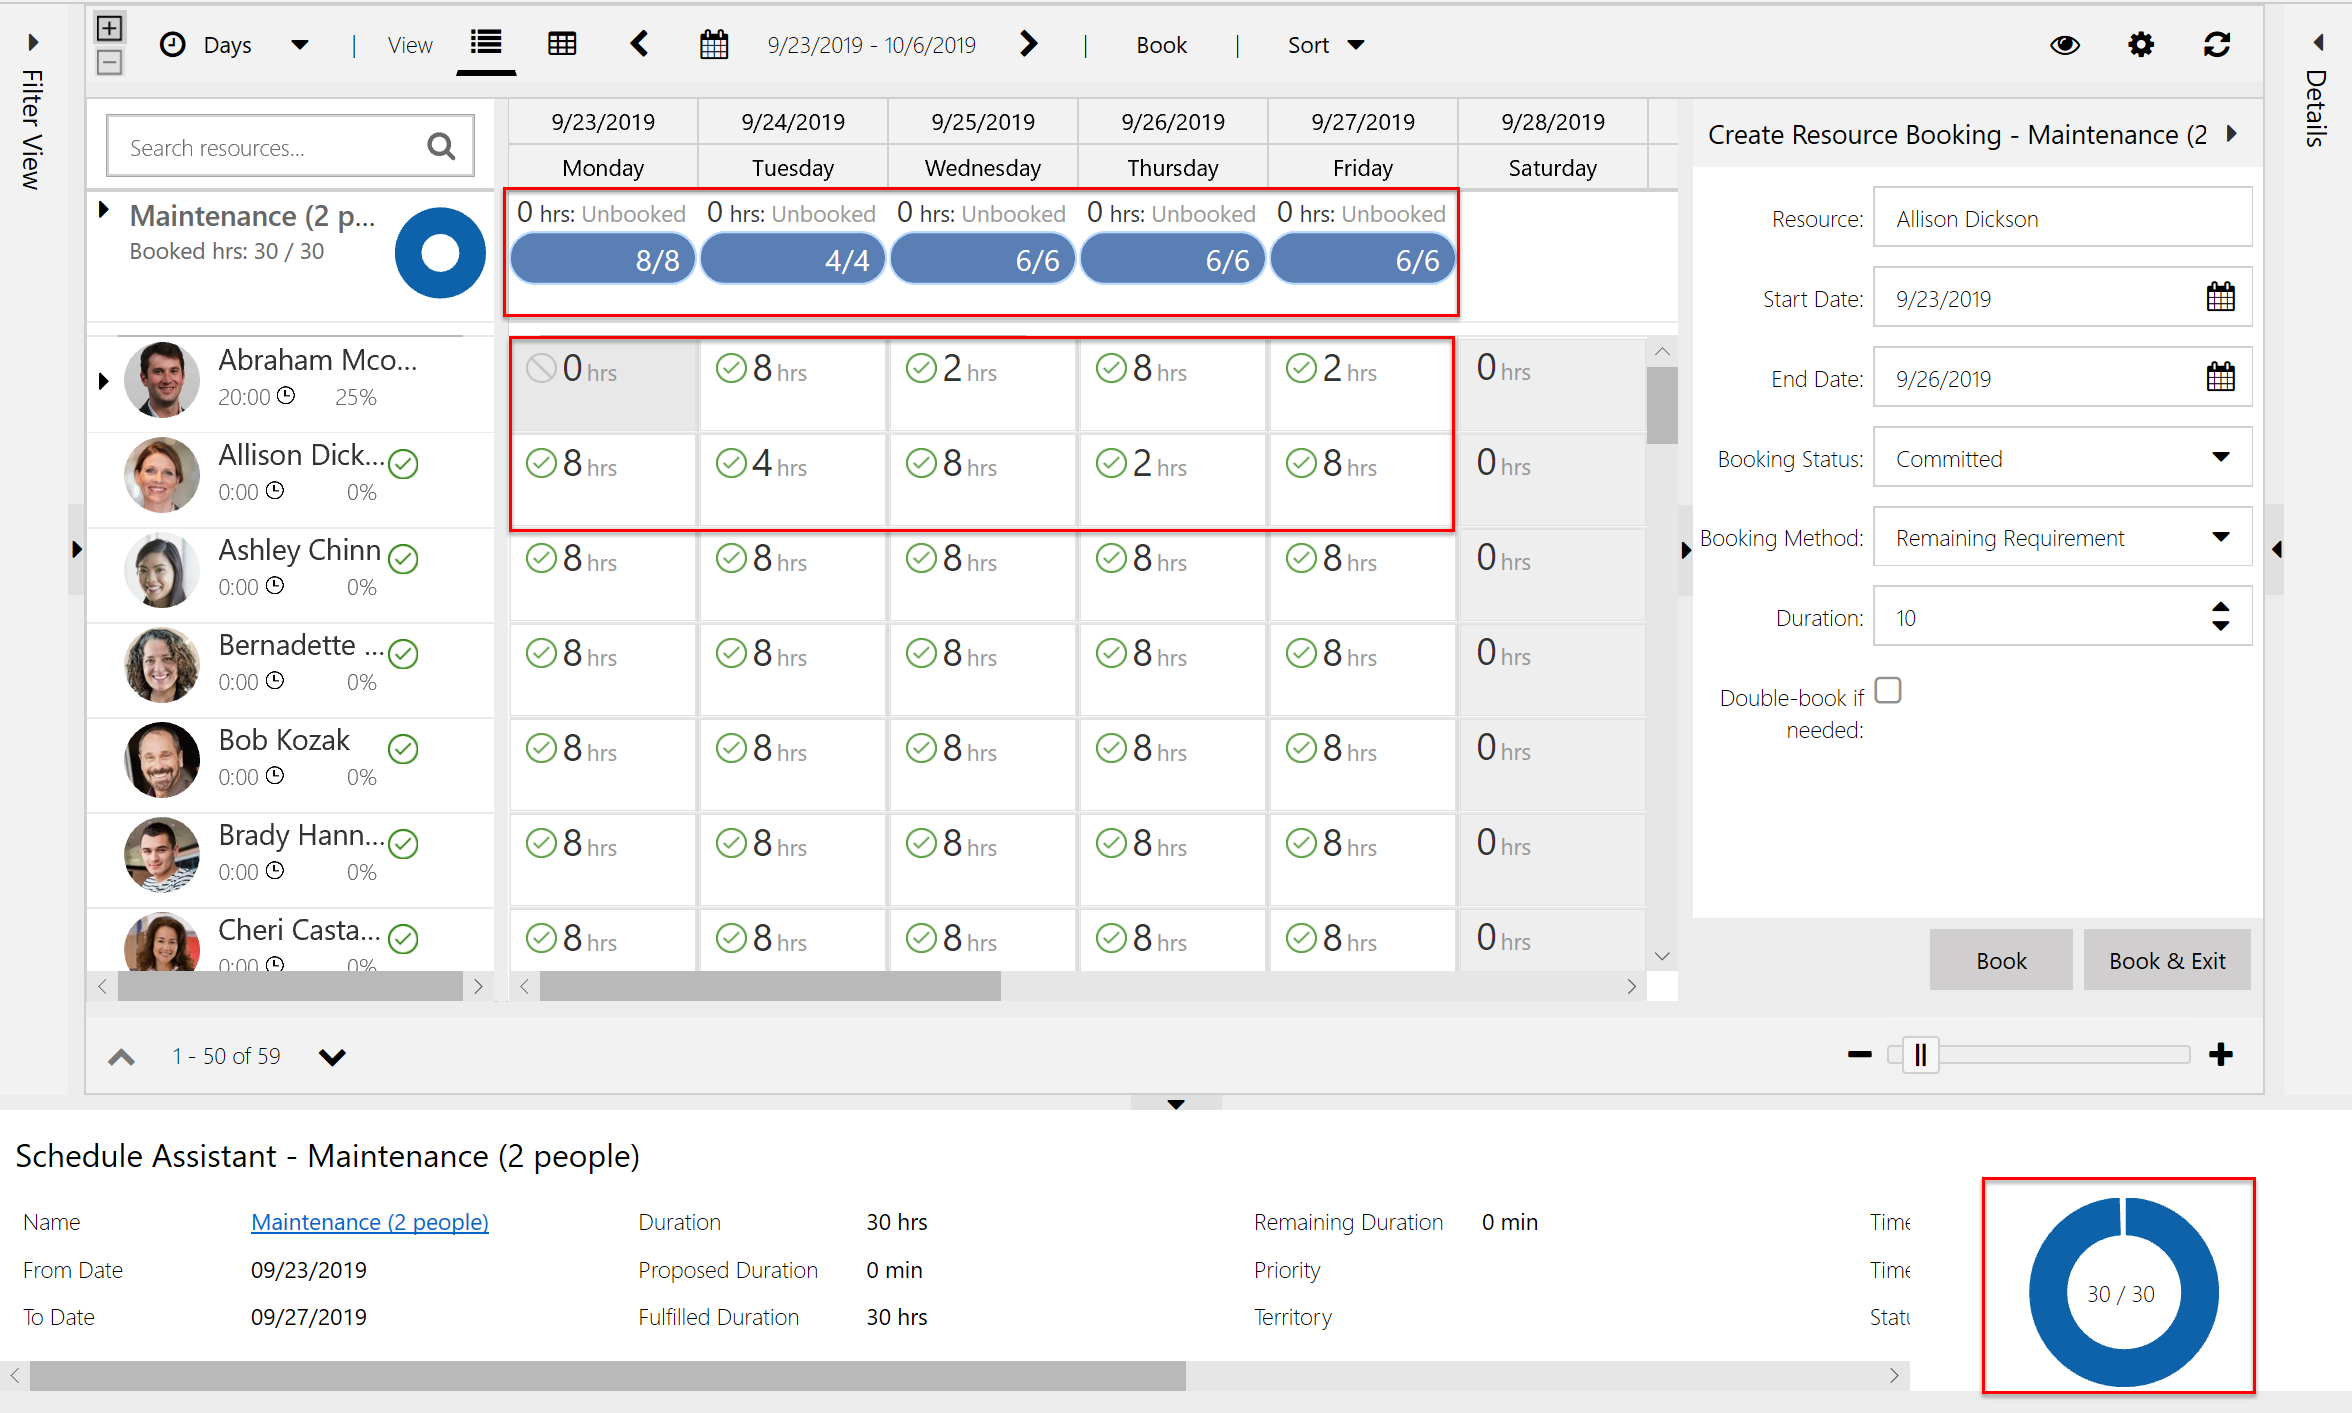 Filter View
Days
View
9/23/2019 - 10/6/2019
Book
Sort
Details
Search resources...
9/23/2019 9/24/2019 9/25/2019 9/26/2019 9/27/2019 9/28/2019
Monday Tuesday Wednesday Thursday Friday Saturday
Maintenance (2 p...
Booked hrs: 30 / 30
0 hrs: Unbooked 0 hrs: Unbooked 0 hrs: Unbooked 0 hrs: Unbooked 0 hrs: Unbooked
8/8 4/4 6/6 6/6 6/6
Abraham Mco...
20:00 25%
0 hrs 8 hrs 2 hrs 8 hrs 2 hrs 0 hrs
Allison Dick...
0:00 0%
8 hrs 4 hrs 8 hrs 2 hrs 8 hrs 0 hrs
Ashley Chinn
0:00 0%
8 hrs 8 hrs 8 hrs 8 hrs 8 hrs 0 hrs
Bernadette ...
0:00 0%
8 hrs 8 hrs 8 hrs 8 hrs 8 hrs 0 hrs
Bob Kozak
0:00 0%
8 hrs 8 hrs 8 hrs 8 hrs 8 hrs 0 hrs
Brady Hann...
0:00 0%
8 hrs 8 hrs 8 hrs 8 hrs 8 hrs 0 hrs
Cheri Casta...
0:00 0%
8 hrs 8 hrs 8 hrs 8 hrs 8 hrs 0 hrs
1 - 50 of 59
Create Resource Booking - Maintenance (2
Resource: Allison Dickson
Start Date: 9/23/2019
End Date: 9/26/2019
Booking Status: Committed
Booking Method: Remaining Requirement
Duration: 10
Double-book if
needed:
Book Book & Exit
Schedule Assistant - Maintenance (2 people)
Name Maintenance (2 people) Duration 30 hrs Remaining Duration 0 min Time
From Date 09/23/2019 Proposed Duration 0 min Priority Time
To Date 09/27/2019 Fulfilled Duration 30 hrs Territory Statu
30 / 30